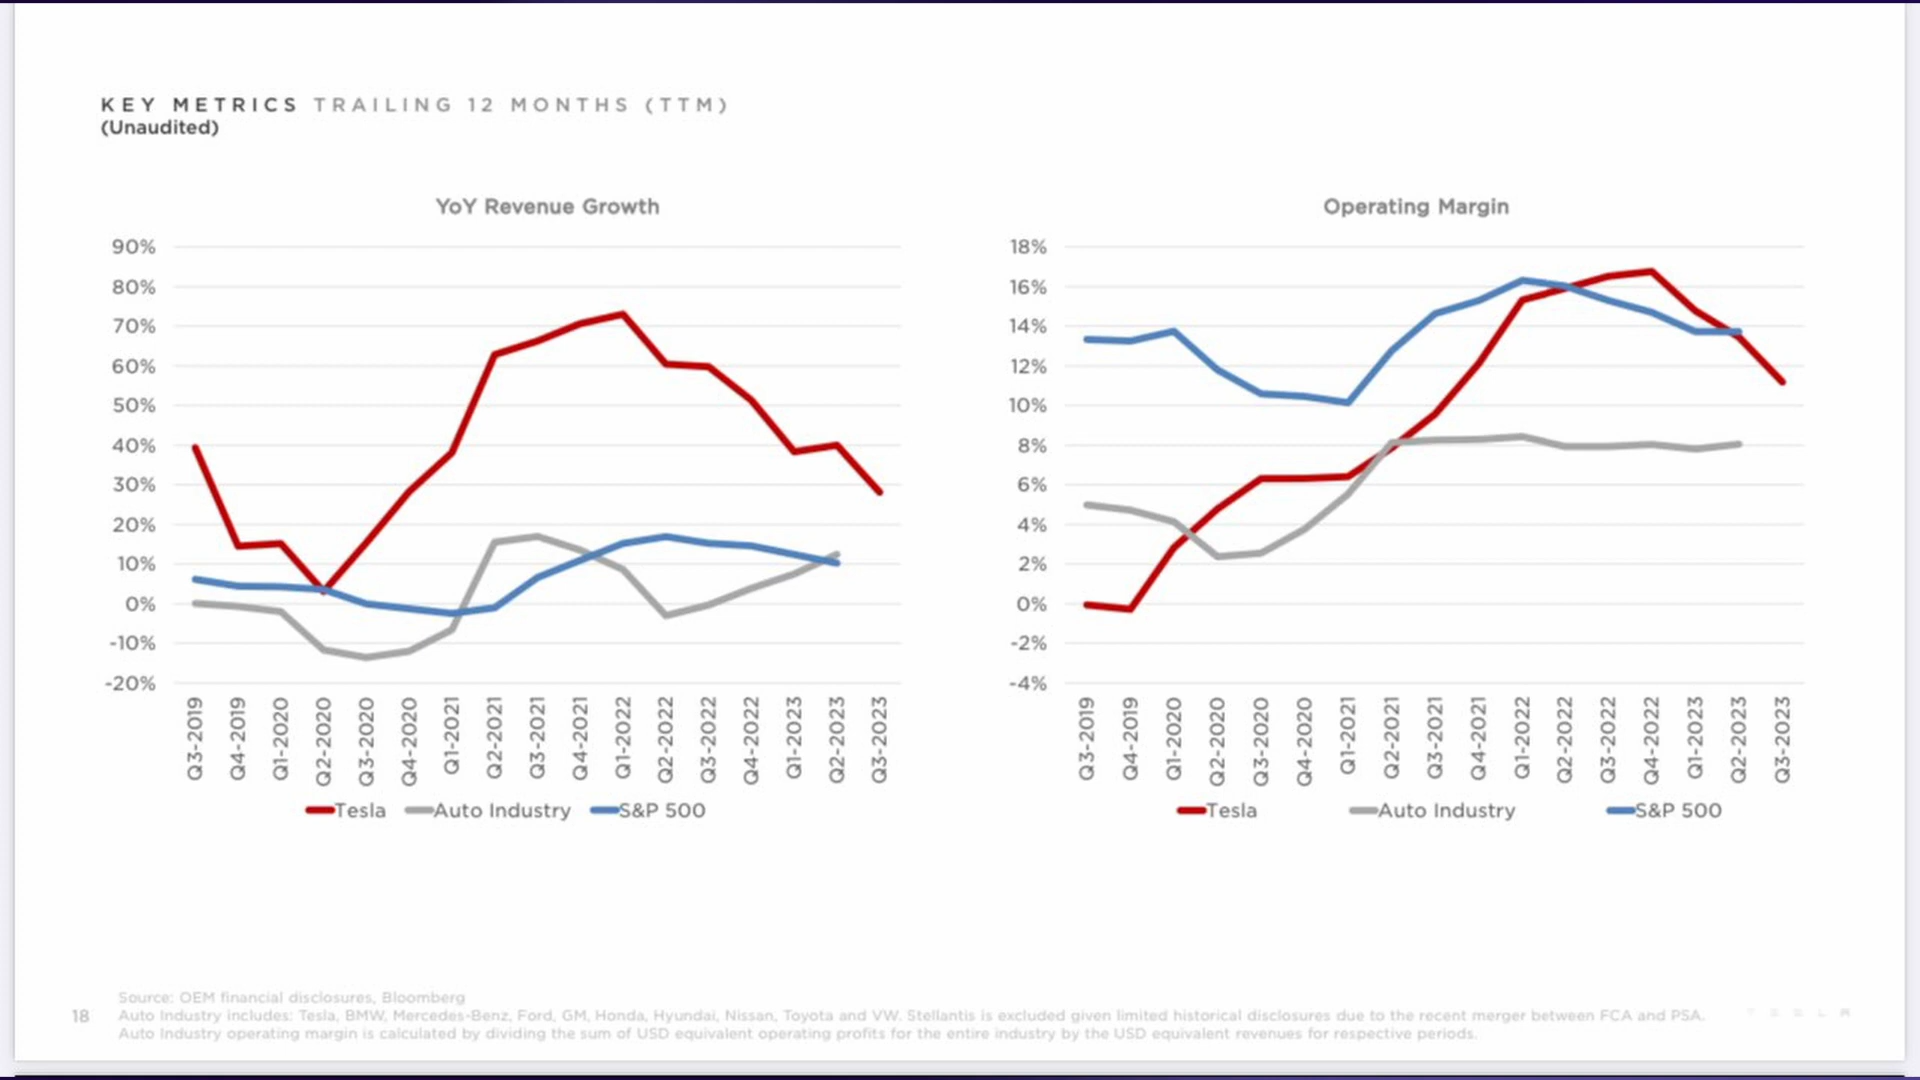 KEY METRICS TRAILING 12 MONTHS (TTM)
(Unaudited)
YoY Revenue Growth
90%
80%
70%
60%
50%
40%
30%
20%
10%
0%
-10%
-20%
Q3-2019
Q4-2019
Q1-2020
Q2-2020
Q3-2020
Q4-2020
Q1-2021
Q2-2021
Q3-2021
Q4-2021
Q1-2022
Q2-2022
Q3-2022
Q4-2022
Q1-2023
Q2-2023
Q3-2023
Tesla Auto Industry S&P 500
Operating Margin
18%
16%
14%
12%
10%
8%
6%
4%
2%
0%
-2%
-4%
Q3-2019
Q4-2019
Q1-2020
Q2-2020
Q3-2020
Q4-2020
Q1-2021
Q2-2021
Q3-2021
Q4-2021
Q1-2022
Q2-2022
Q3-2022
Q4-2022
Q1-2023
Q2-2023
Q3-2023
Tesla Auto Industry S&P 500
Source: OEM financial disclosures, Bloomberg
18 Auto Industry includes: Tesla, BMW, Mercedes-Benz, Ford, GM, Honda, Hyundai, Nissan, Toyota and VW. Stellantis is excluded given limited historical disclosures due to the recent merger between FCA and PSA.
Auto Industry operating margin is calculated by dividing the sum of USD equivalent operating profits for the entire industry by the USD equivalent revenues for respective periods.
TESLA